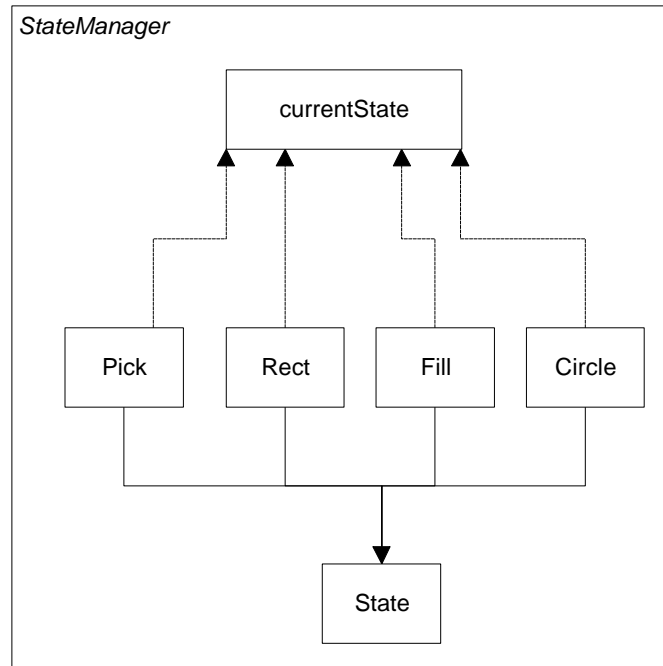 StateManager
currentState
Pick
Rect
Fill
Circle
State